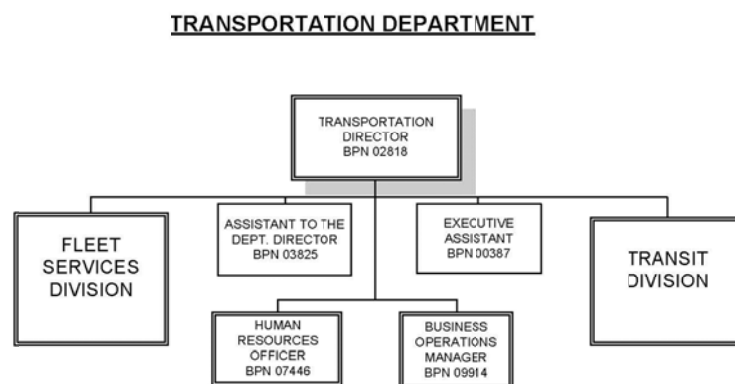 TRANSPORTATION DEPARTMENT
TRANSPORTATION
DIRECTOR
BPN 02818
FLEET
SERVICES
DIVISION
ASSISTANT TO THE
DEPT. DIRECTOR
BPN 03825
EXECUTIVE
ASSISTANT
BPN 00387
TRANSIT
DIVISION
HUMAN
RESOURCES
OFFICER
BPN 07446
BUSINESS
OPERATIONS
MANAGER
BPN 09914